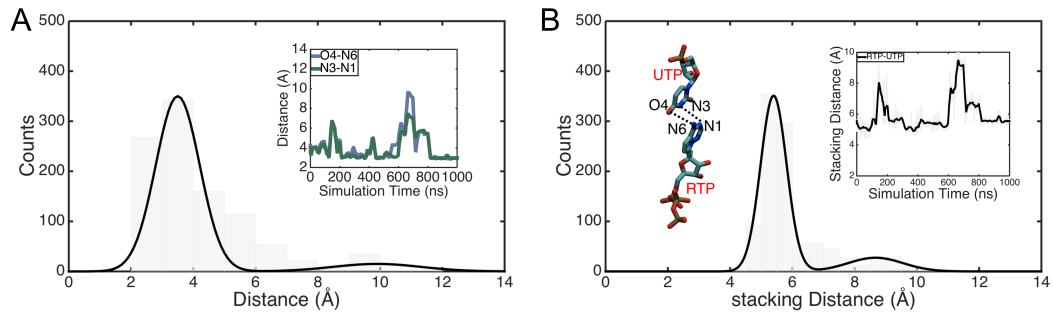 A
500
400
300
200
100
0
Counts
0 2 4 6 8 10 12 14
Distance (Å)
14
12
10
8
6
4
2
Distance (A)
O4-N6
N3-N1
0 200 400 600 800 1000
Simulation Time (ns)
B
500
400
300
200
100
0
Counts
0 2 4 6 8 10 12 14
stacking Distance (Å)
UTP
O4 N3
N6 N1
RTP
10
8
6
4
2
Stacking Distance (A)
RTP-UTP
0 200 400 600 800 1000
Simulation Time (ns)